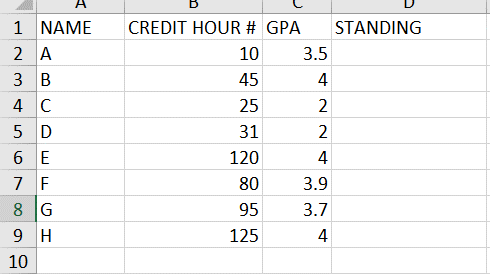 A B C D
1 NAME CREDIT HOUR # GPA STANDING
2 A 10 3.5
3 B 45 4
4 C 25 2
5 D 31 2
6 E 120 4
7 F 80 3.9
8 G 95 3.7
9 H 125 4
10